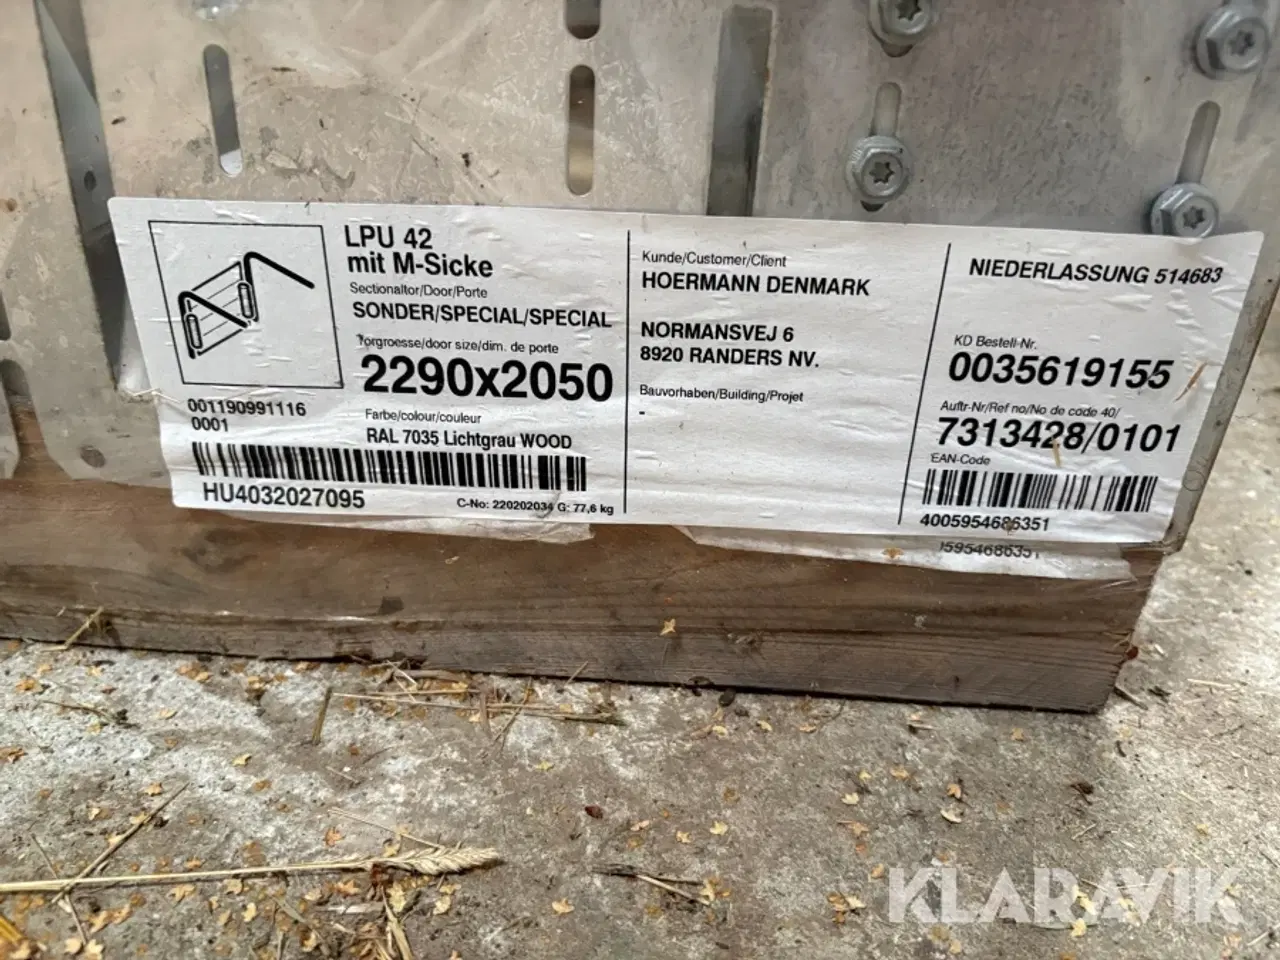 LPU 42
mit M-Sicke
Sectionaltor/Door/Porte
SONDER/SPECIAL/SPECIAL
Torgroesse/door size/dim. de porte
2290x2050
Farbe/colour/couleur
RAL 7035 Lichtgrau WOOD
001190991116
0001
HU4032027095
C-No: 220202034 G: 77,6 kg
Kunde/Customer/Client
HOERMANN DENMARK
NORMANSVEJ 6
8920 RANDERS NV.
Bauvorhaben/Building/Projet
-
NIEDERLASSUNG 514683
KD Bestell-Nr.
0035619155
Auftr-Nr/Ref no/No de code 40/
7313428/0101
EAN-Code
4005954686351
595468635
KLARAVIK